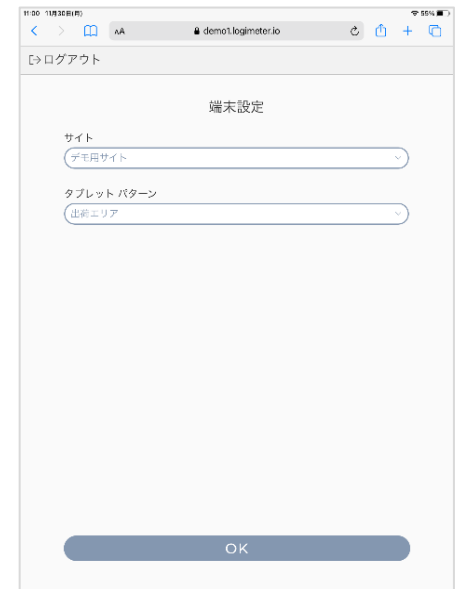 11:00 11月30日(月)
55%
AA
demo1.logimeter.io
ログアウト
端末設定
サイト
デモ用サイト
タブレット パターン
出荷エリア
OK